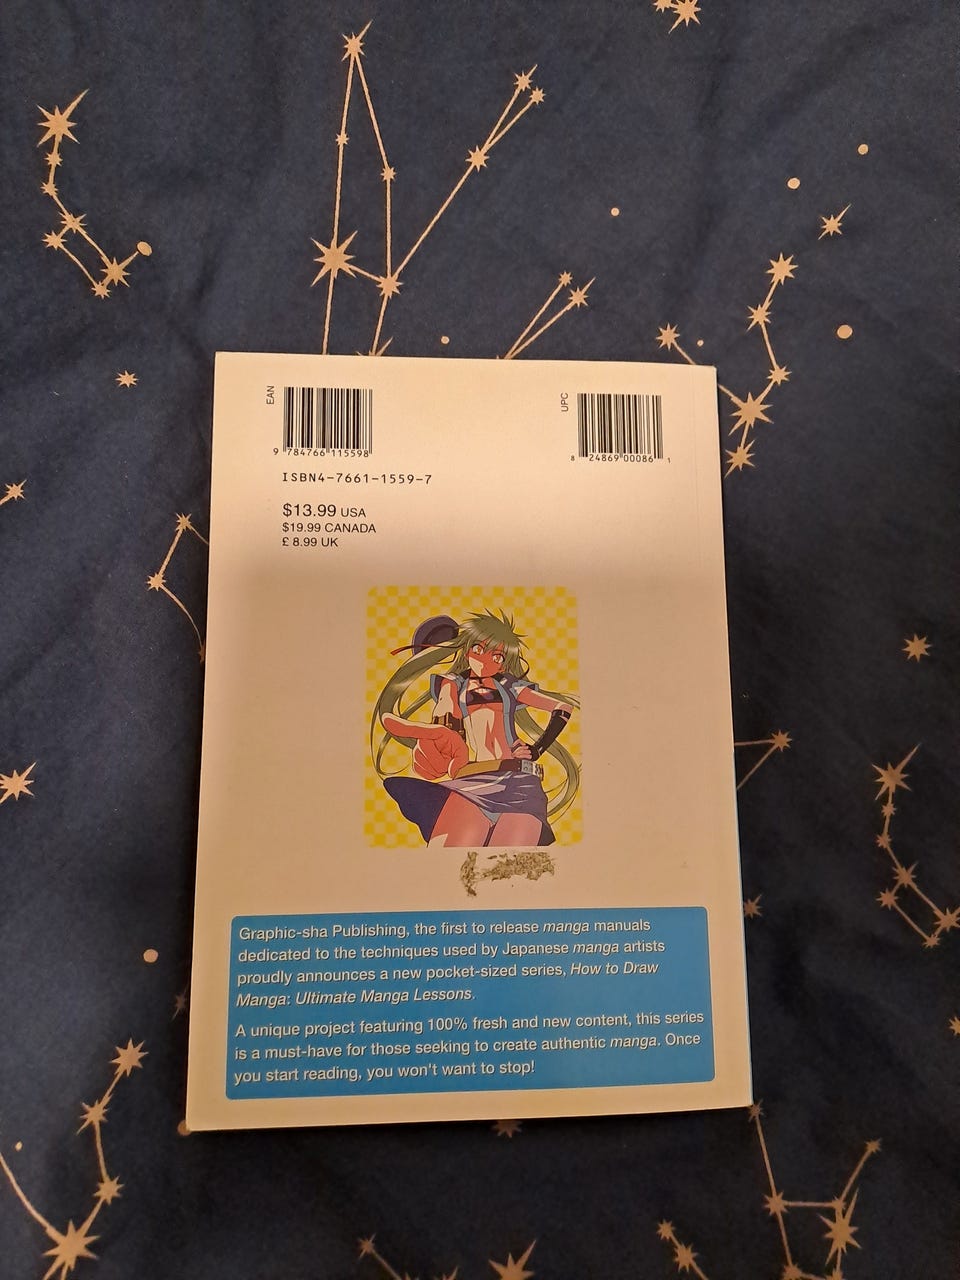 EAN
9 784766 115598
UPC
8 24869 00086 1
ISBN4-7661-1559-7
$13.99 USA
$19.99 CANADA
£ 8.99 UK
Graphic-sha Publishing, the first to release manga manuals
dedicated to the techniques used by Japanese manga artists
proudly announces a new pocket-sized series, How to Draw
Manga: Ultimate Manga Lessons.
A unique project featuring 100% fresh and new content, this series
is a must-have for those seeking to create authentic manga. Once
you start reading, you won't want to stop!